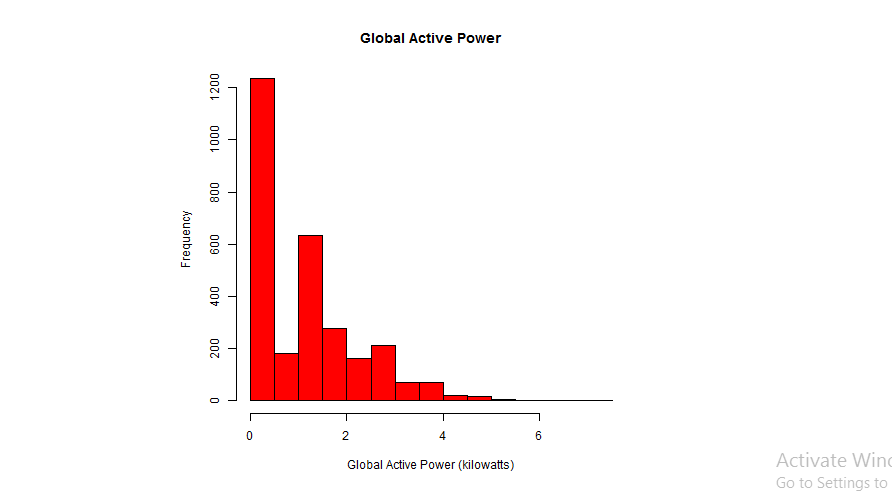 Global Active Power
1200
1000
800
600
400
200
0
Frequency
0 2 4 6
Global Active Power (kilowatts)
Activate Winc
Go to Settings to